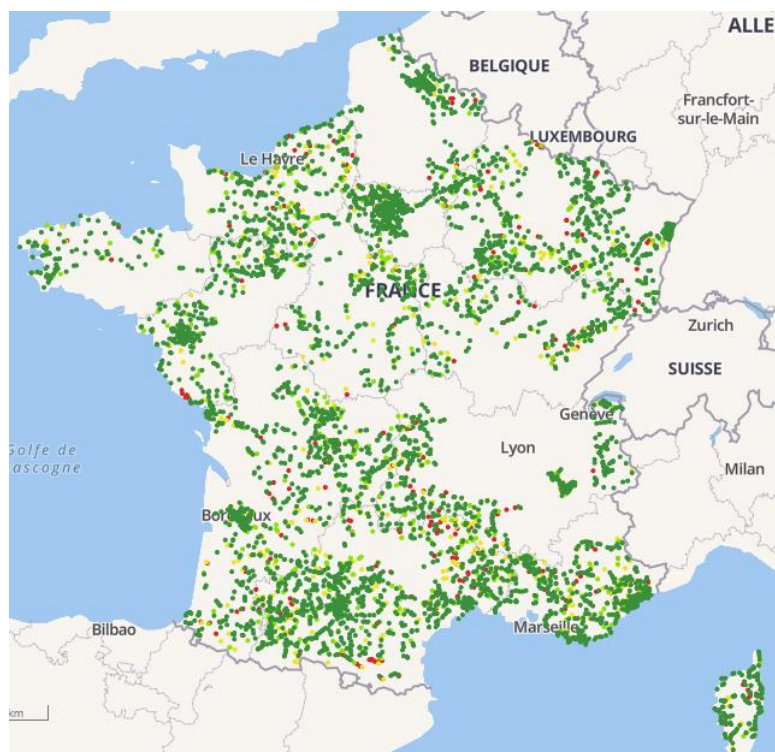 ALLE
BELGIQUE
Francfort-
sur-le-Main
LUXEMBOURG
Le Havre
FRANCE
Zurich
SUISSE
Genève
Golfe de
ascogne
Lyon
Milan
Bordeaux
Bilbao
Marseille
km